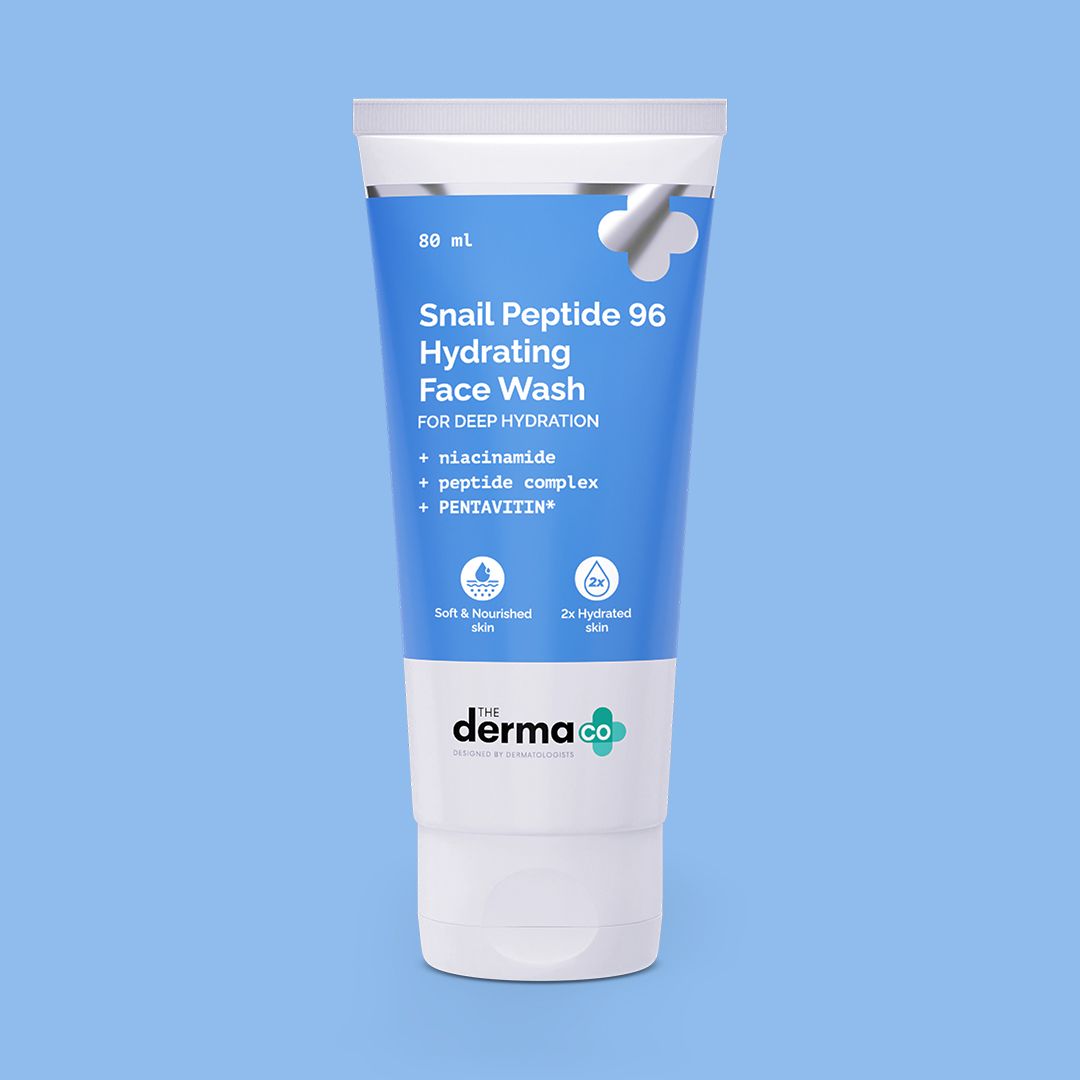 80 ml
Snail Peptide 96
Hydrating
Face Wash
FOR DEEP HYDRATION
+ niacinamide
+ peptide complex
+ PENTAVITIN*
2x
Soft & Nourished
skin
2x Hydrated
skin
THE
derma co
DESIGNED BY DERMATOLOGISTS